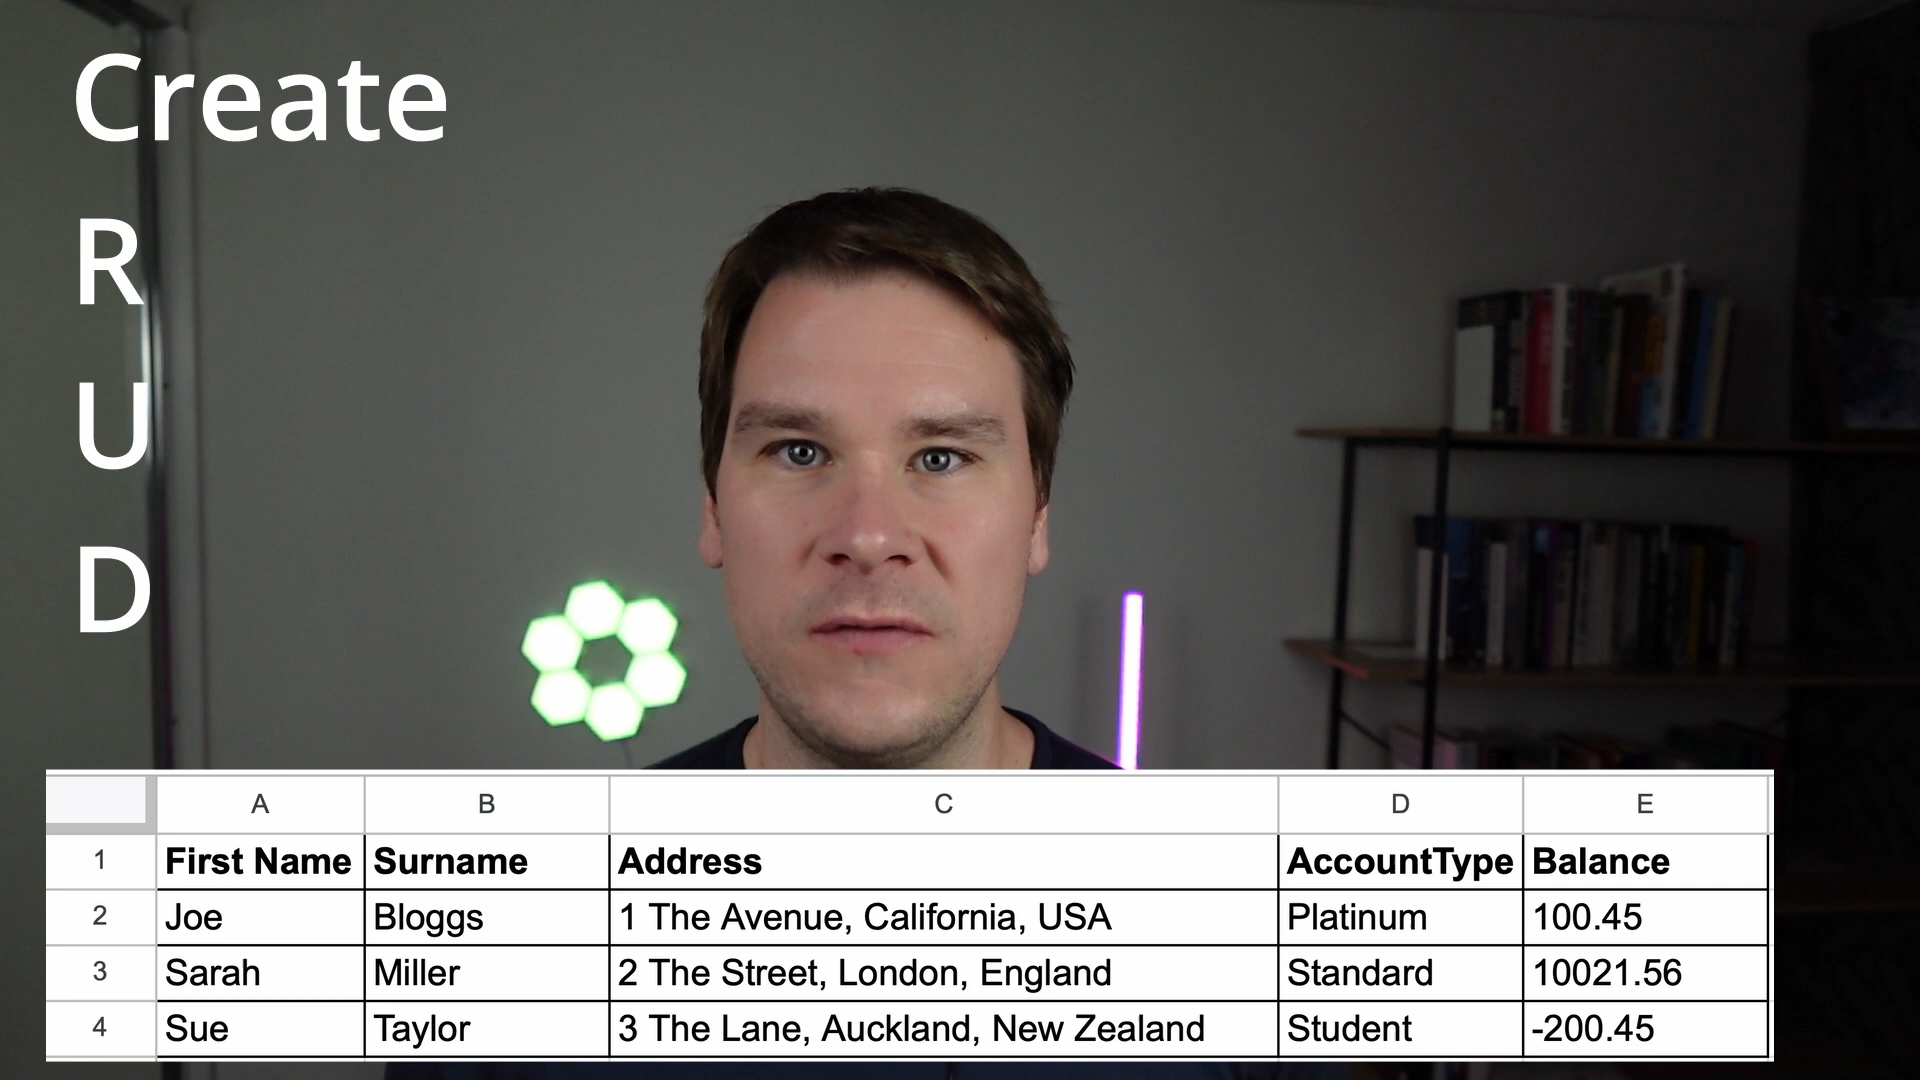 Create
R
U
D
A B C D E
1 First Name Surname Address AccountType Balance
2 Joe Bloggs 1 The Avenue, California, USA Platinum 100.45
3 Sarah Miller 2 The Street, London, England Standard 10021.56
4 Sue Taylor 3 The Lane, Auckland, New Zealand Student -200.45